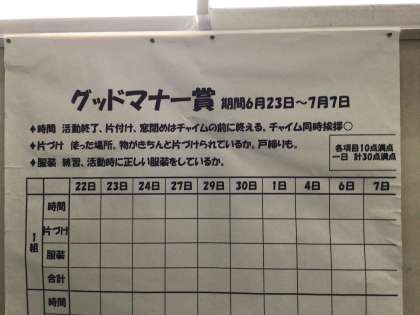 グッドマナー賞 期間6月23日～7月7日
♦時間 活動終了、片付け、窓閉めはチャイムの前に終える。チャイム同時挨拶○
♦片づけ 使った場所。物がきちんと片づけられているか。戸締りも。
♦服装 練習、活動時に正しい服装をしているか。
各項目10点満点
一日 計30点満点
22日 23日 24日 27日 29日 30日 1日 4日 6日 7日
1組
時間
片づけ
服装
合計
時間